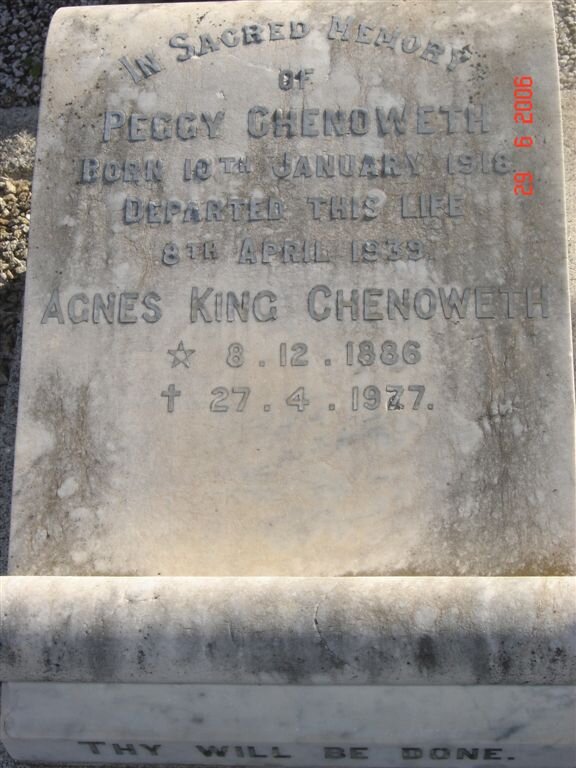 In Sacred Memory
of
Peggy Chenoweth
Born 10th January 1918
Departed this life
8th April 1939.
Agnes King Chenoweth
☆ 8.12.1886
† 27.4.1977.
Thy will be done.
29 6 2006